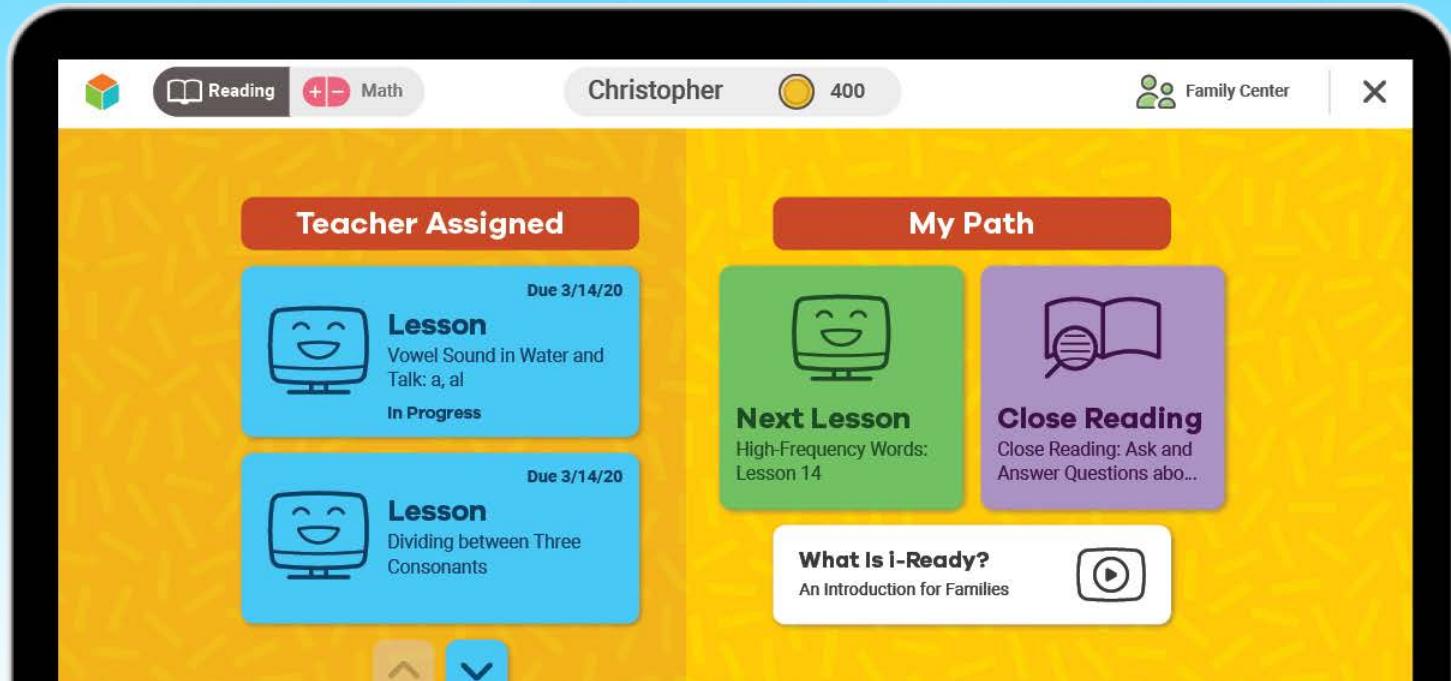 Reading
Math
Christopher
400
Family Center
Teacher Assigned
Due 3/14/20
Lesson
Vowel Sound in Water and
Talk: a, al
In Progress
Due 3/14/20
Lesson
Dividing between Three
Consonants
My Path
Next Lesson
High-Frequency Words:
Lesson 14
Close Reading
Close Reading: Ask and
Answer Questions abo...
What Is i-Ready?
An Introduction for Families